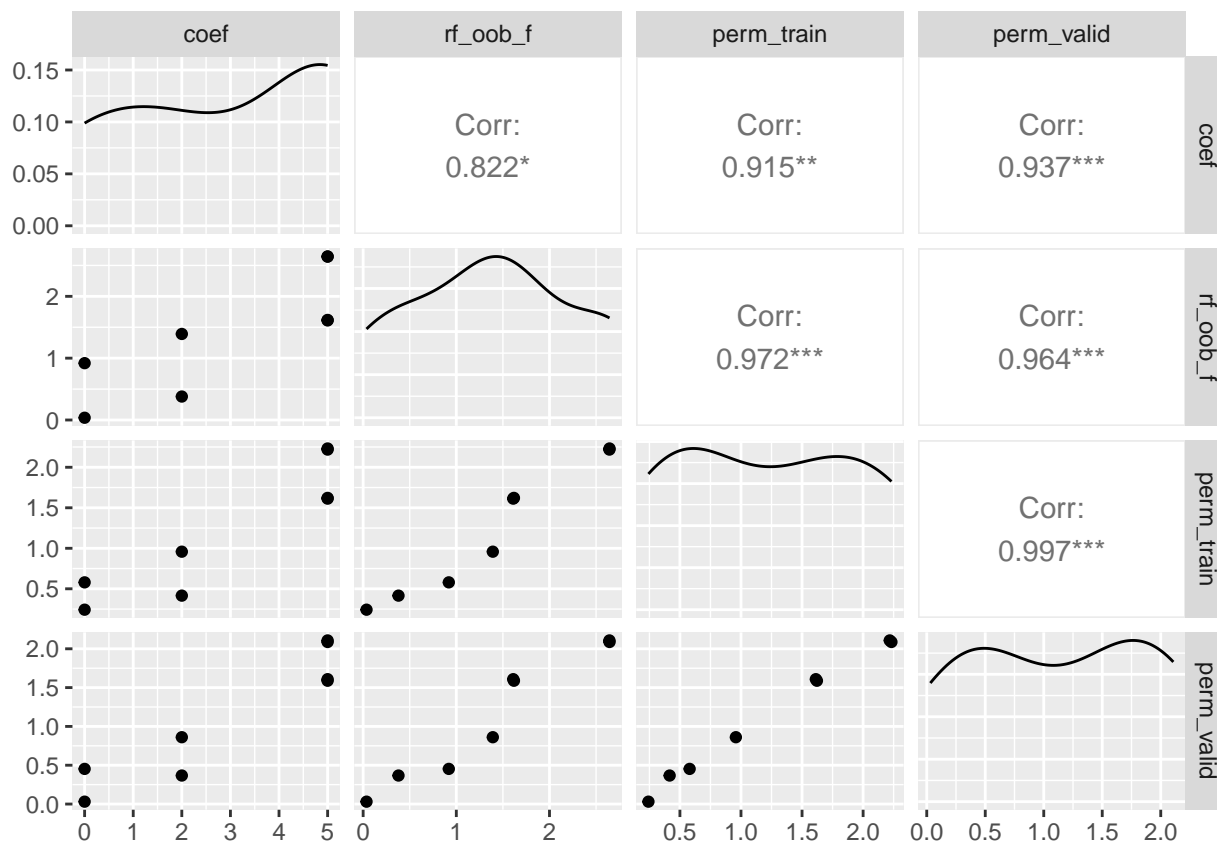 coef
rf_oob_f
perm_train
perm_valid
0.15
0.10
0.05
0.00
Corr:
0.822*
Corr:
0.915**
Corr:
0.937***
coef
2
1
0
Corr:
0.972***
Corr:
0.964***
rf_oob_f
2.0
1.5
1.0
0.5
Corr:
0.997***
perm_train
2.0
1.5
1.0
0.5
0.0
perm_valid
0 1 2 3 4 5
0 1 2
0.5 1.0 1.5 2.0
0.0 0.5 1.0 1.5 2.0